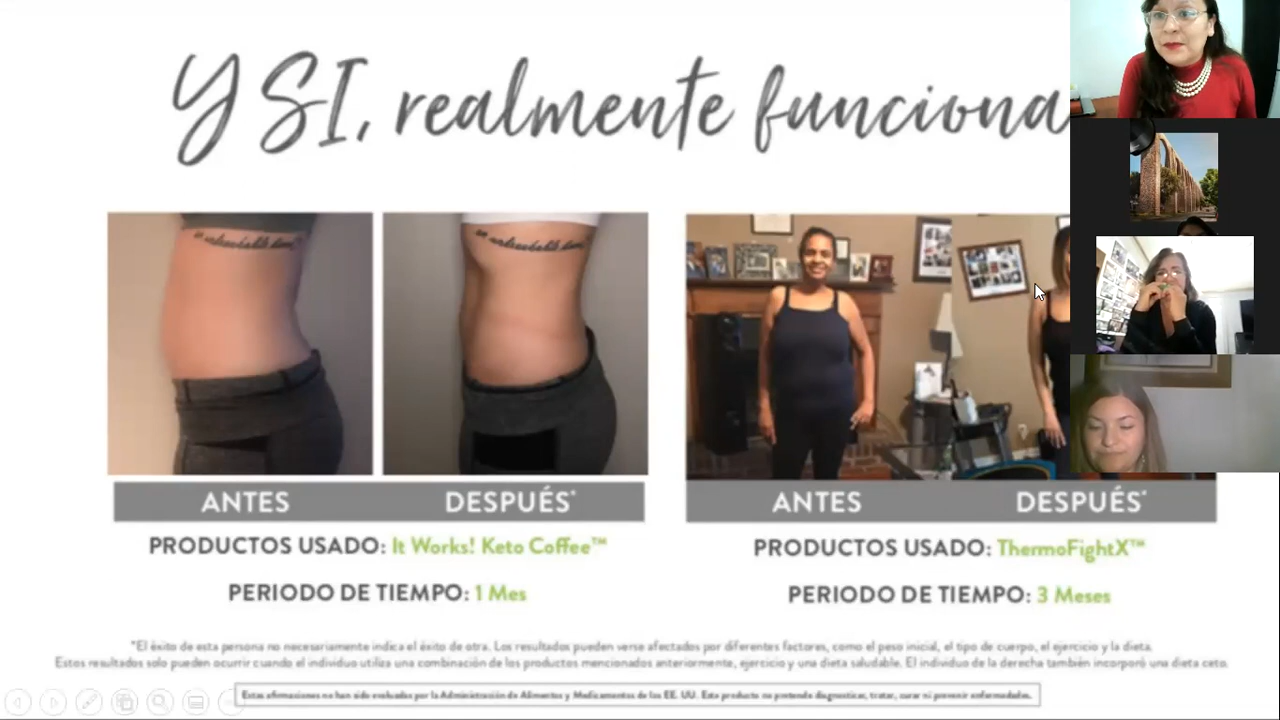 Y SI, realmente funciona
ANTES
DESPUÉS*
ANTES
DESPUÉS*
PRODUCTOS USADO: It Works! Keto Coffee™
PERIODO DE TIEMPO: 1 Mes
PRODUCTOS USADO: ThermoFightX™
PERIODO DE TIEMPO: 3 Meses
*El éxito de esta persona no necesariamente indica el éxito de otra. Los resultados pueden verse afectados por diferentes factores, como el peso inicial, el tipo de cuerpo, el ejercicio y la dieta.
Estos resultados solo pueden ocurrir cuando el individuo utiliza una combinación de los productos mencionados anteriormente, ejercicio y una dieta saludable. El individuo de la derecha también incorporó una dieta ceto.
Estas afirmaciones no han sido evaluadas por la Administración de Alimentos y Medicamentos de los EE. UU. Este producto no pretende diagnosticar, tratar, curar ni prevenir enfermedades.